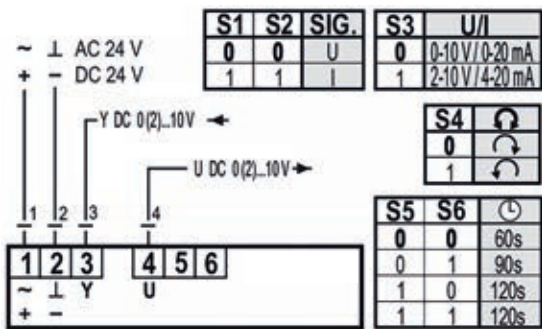 ~ ⊥ AC 24 V
+ − DC 24 V
Y DC 0(2)...10V
U DC 0(2)...10V
1 2 3 4
1 2 3 4 5 6
~ ⊥ Y U
+ −
S1 S2 SIG.
0 0 U
1 1 I
S3 U/I
0 0-10 V/0-20 mA
1 2-10 V/4-20 mA
S4
0
1
S5 S6
0 0 60s
0 1 90s
1 0 120s
1 1 120s